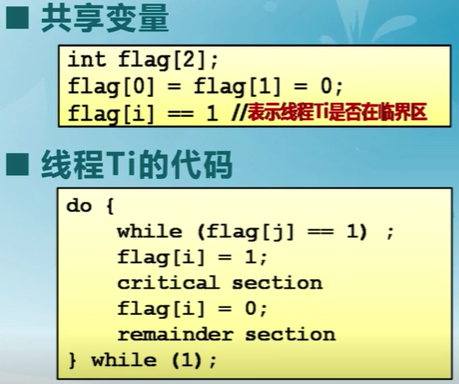 ■ 共享变量
int flag[2];
flag[0] = flag[1] = 0;
flag[i] == 1 //表示线程Ti是否在临界区
■ 线程Ti的代码
do {
    while (flag[j] == 1) ;
    flag[i] = 1;
    critical section
    flag[i] = 0;
    remainder section
} while (1);